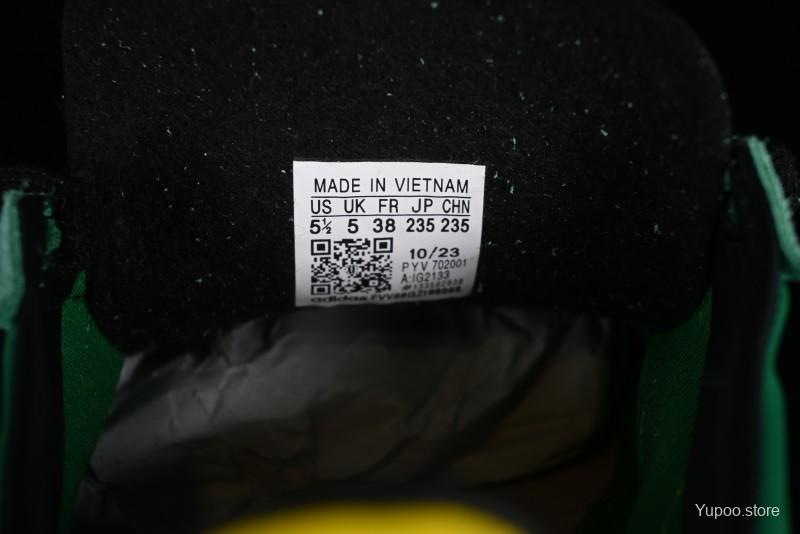 MADE IN VIETNAM
US UK FR JP CHN
5½ 5 38 235 235
10/23
PYV 702001
A:IG2133
adidas
Yupoo.store